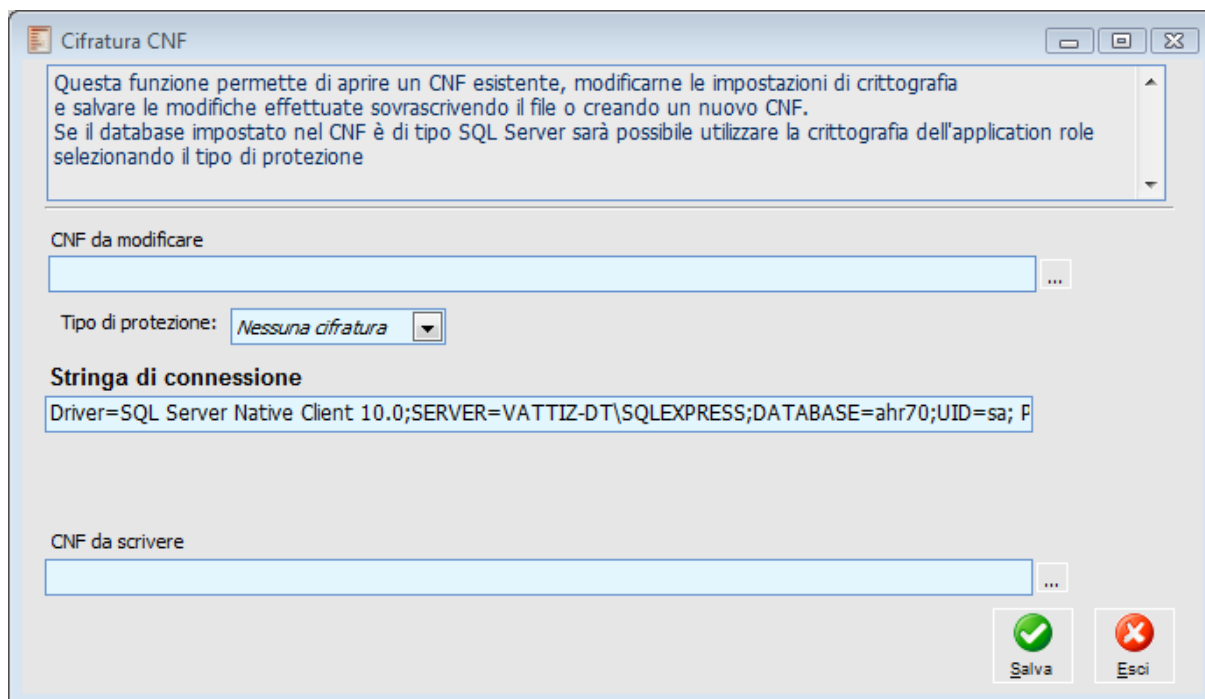 Cifratura CNF
Questa funzione permette di aprire un CNF esistente, modificarne le impostazioni di crittografia
e salvare le modifiche effettuate sovrascrivendo il file o creando un nuovo CNF.
Se il database impostato nel CNF è di tipo SQL Server sarà possibile utilizzare la crittografia dell'application role
selezionando il tipo di protezione
CNF da modificare
...
Tipo di protezione: Nessuna cifratura
Stringa di connessione
Driver=SQL Server Native Client 10.0;SERVER=VATTIZ-DT\SQLEXPRESS;DATABASE=ahr70;UID=sa; P
CNF da scrivere
...
Salva Esci